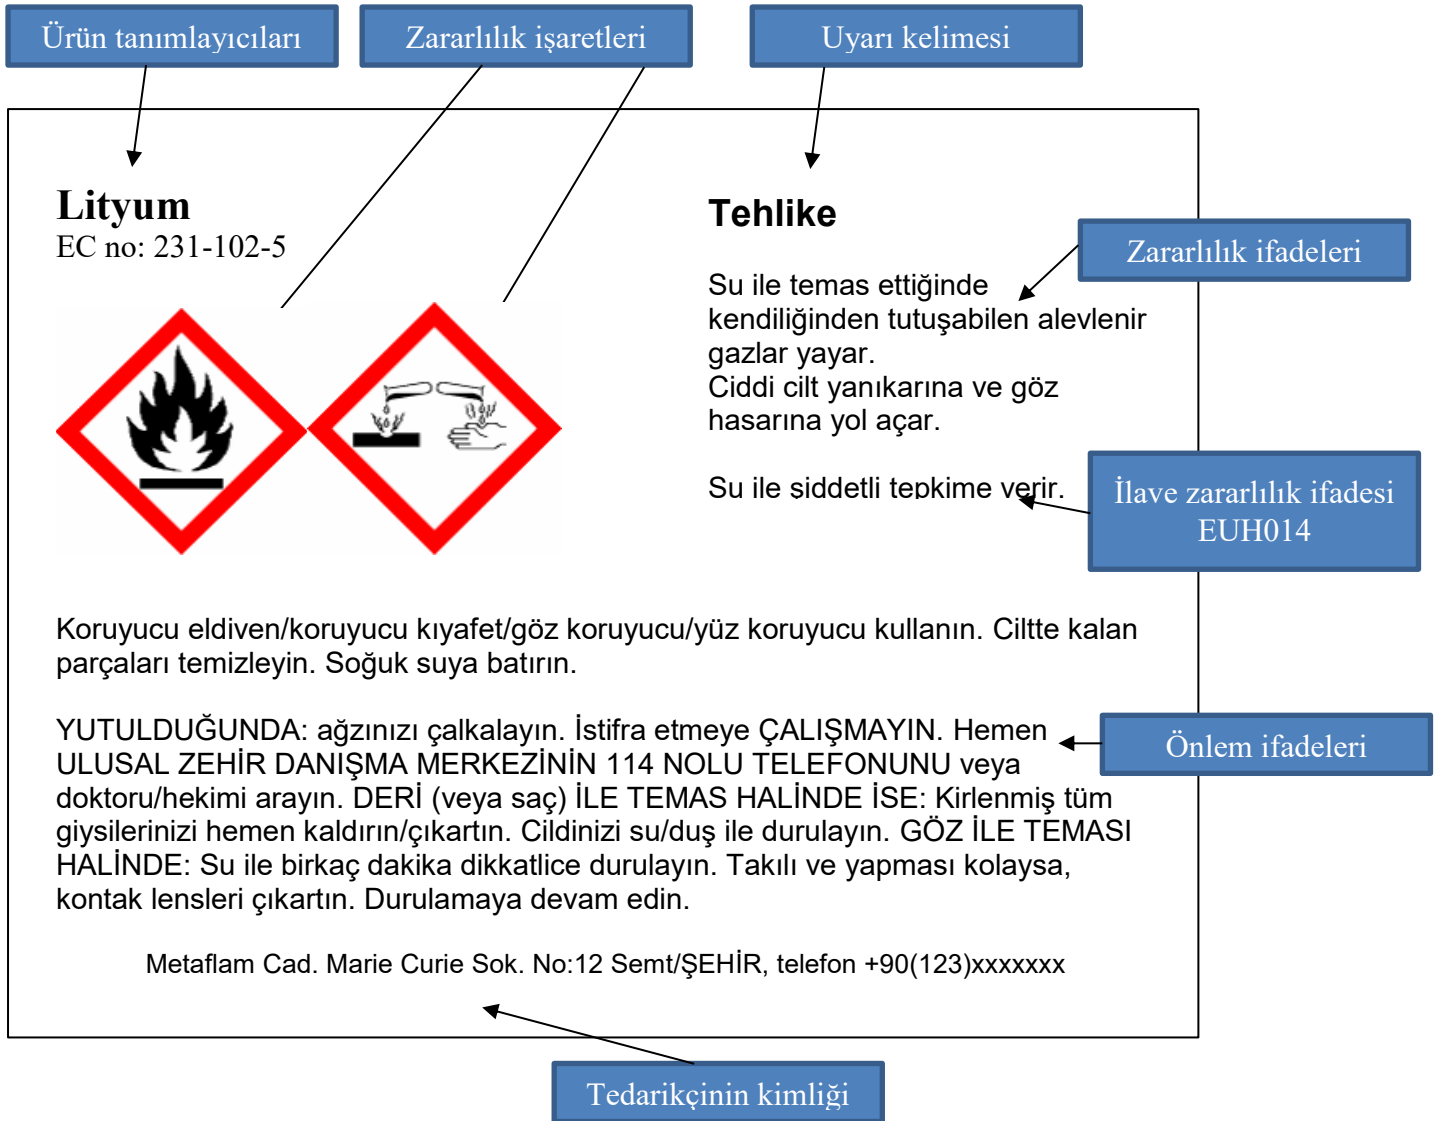 Ürün tanımlayıcıları
Zararlılık işaretleri
Uyarı kelimesi
Lityum
EC no: 231-102-5
Tehlike
Zararlılık ifadeleri
Su ile temas ettiğinde
kendiliğinden tutuşabilen alevlenir
gazlar yayar.
Ciddi cilt yanıkarına ve göz
hasarına yol açar.
Su ile şiddetli tepkime verir.
İlave zararlılık ifadesi
EUH014
Koruyucu eldiven/koruyucu kıyafet/göz koruyucu/yüz koruyucu kullanın. Ciltte kalan
parçaları temizleyin. Soğuk suya batırın.
YUTULDUĞUNDA: ağzınızı çalkalayın. İstifra etmeye ÇALIŞMAYIN. Hemen
ULUSAL ZEHİR DANIŞMA MERKEZİNİN 114 NOLU TELEFONUNU veya
doktoru/hekimi arayın. DERİ (veya saç) İLE TEMAS HALİNDE İSE: Kirlenmiş tüm
giysilerinizi hemen kaldırın/çıkartın. Cildinizi su/duş ile durulayın. GÖZ İLE TEMASI
HALİNDE: Su ile birkaç dakika dikkatlice durulayın. Takılı ve yapması kolaysa,
kontak lensleri çıkartın. Durulamaya devam edin.
Önlem ifadeleri
Metaflam Cad. Marie Curie Sok. No:12 Semt/ŞEHİR, telefon +90(123)xxxxxxx
Tedarikçinin kimliği